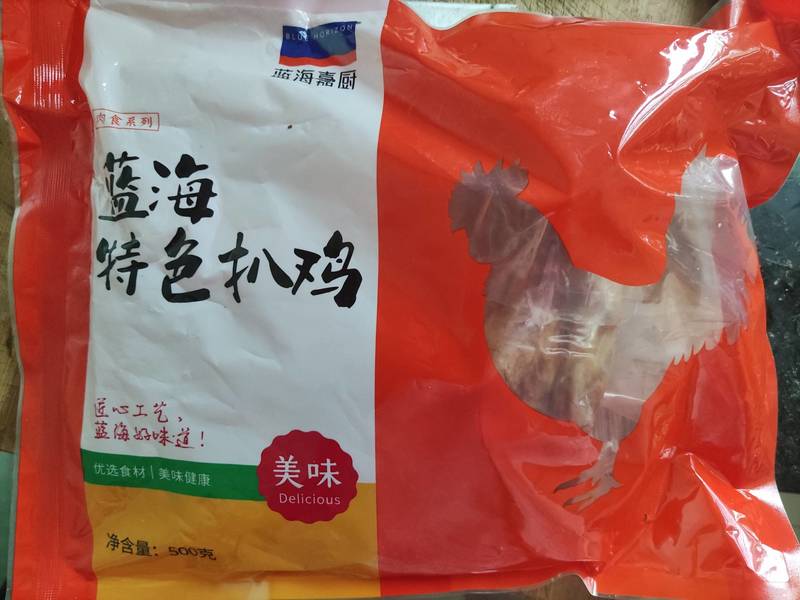 BLUE HORIZON
蓝海嘉厨
肉食系列
蓝海
特色扒鸡
匠心工艺,
蓝海好味道!
优选食材 | 美味健康
美味
Delicious
净含量: 500克